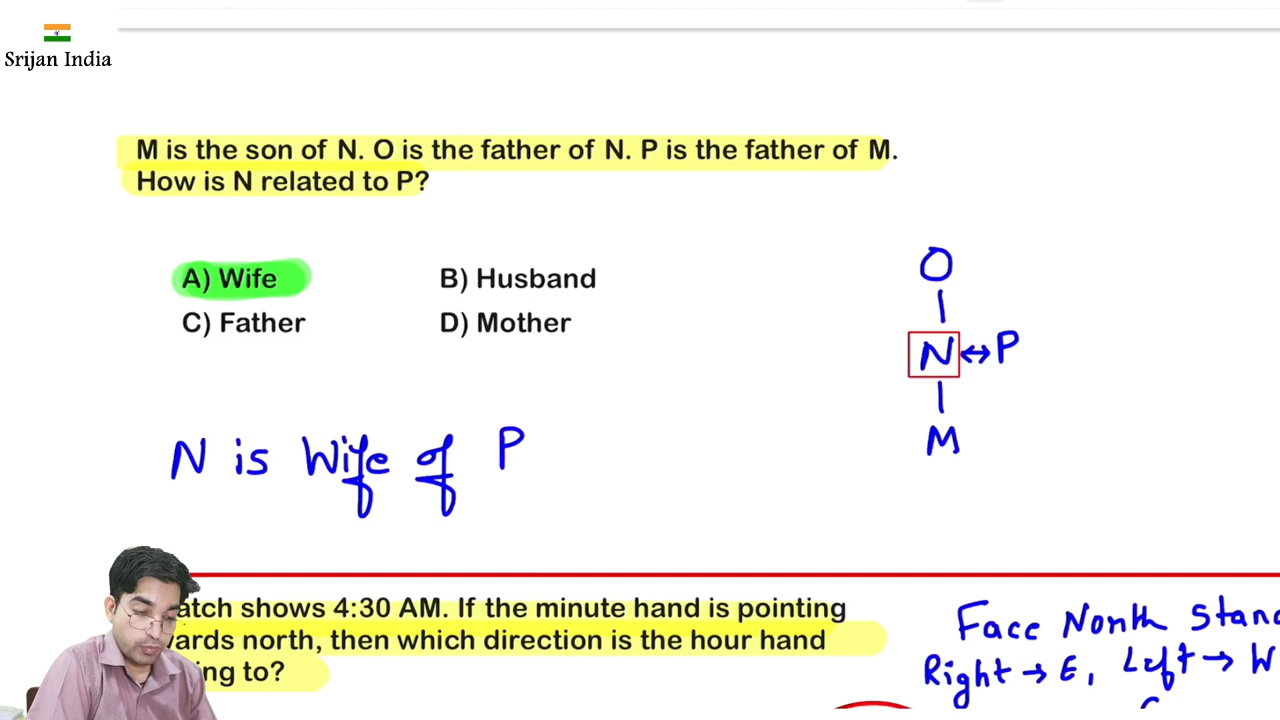 Srijan India
M is the son of N. O is the father of N. P is the father of M.
How is N related to P?
A) Wife
B) Husband
C) Father
D) Mother
O
N ↔ P
M
N is Wife of P
atch shows 4:30 AM. If the minute hand is pointing
ards north, then which direction is the hour hand
ng to?
Face North Stand
Right → E, Left → W